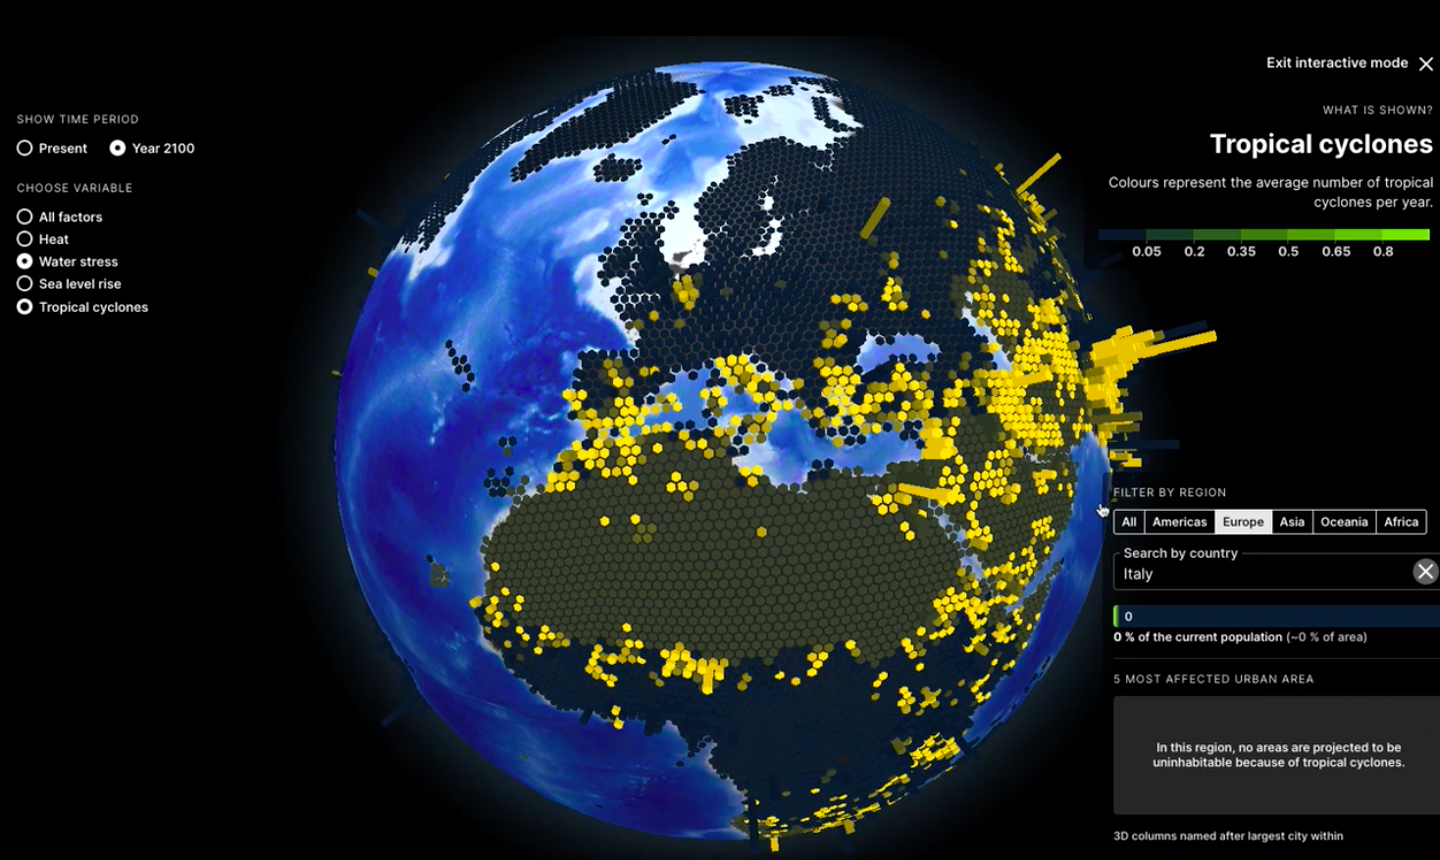 Exit interactive mode
SHOW TIME PERIOD
Present Year 2100
CHOOSE VARIABLE
All factors
Heat
Water stress
Sea level rise
Tropical cyclones
WHAT IS SHOWN?
Tropical cyclones
Colours represent the average number of tropical
cyclones per year.
0.05 0.2 0.35 0.5 0.65 0.8
FILTER BY REGION
All Americas Europe Asia Oceania Africa
Search by country
Italy
0
0 % of the current population (~0 % of area)
5 MOST AFFECTED URBAN AREA
In this region, no areas are projected to be
uninhabitable because of tropical cyclones.
3D columns named after largest city within